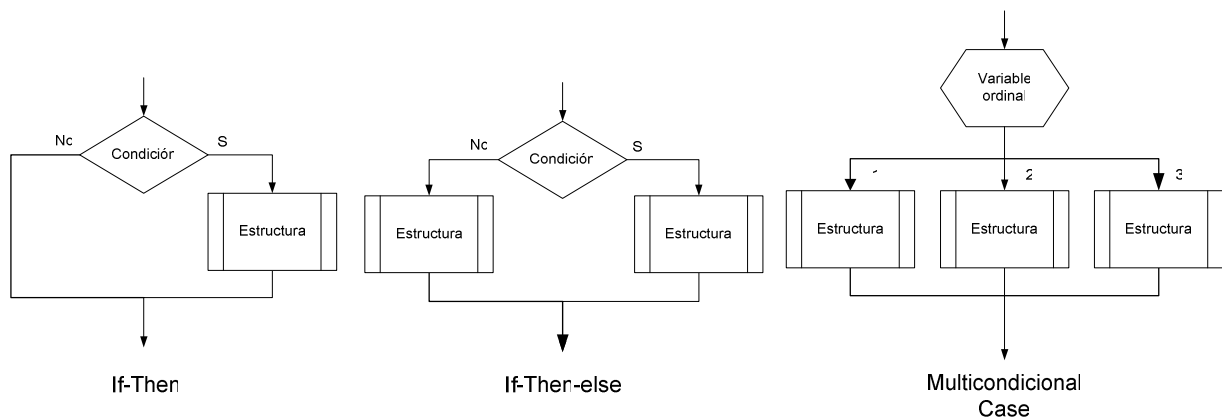 No
Condición
S
Estructura
If-Then
No
Condición
S
Estructura
Estructura
If-Then-else
Variable
ordinal
2
3
Estructura
Estructura
Estructura
Multicondicional
Case